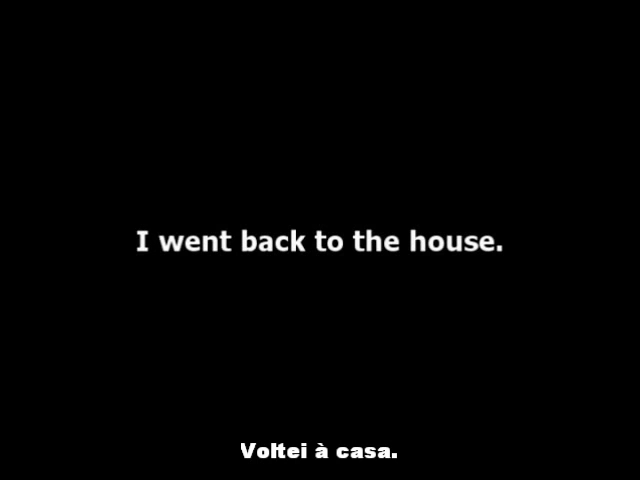 I went back to the house.
Voltei à casa.